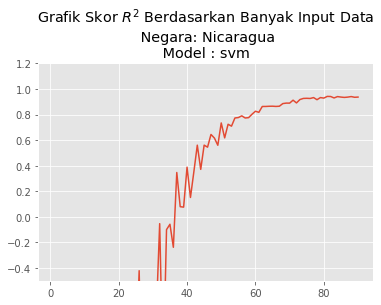 Grafik Skor $R^2$ Berdasarkan Banyak Input Data
Negara: Nicaragua
Model : svm
1.2
1.0
0.8
0.6
0.4
0.2
0.0
−0.2
−0.4
0 20 40 60 80